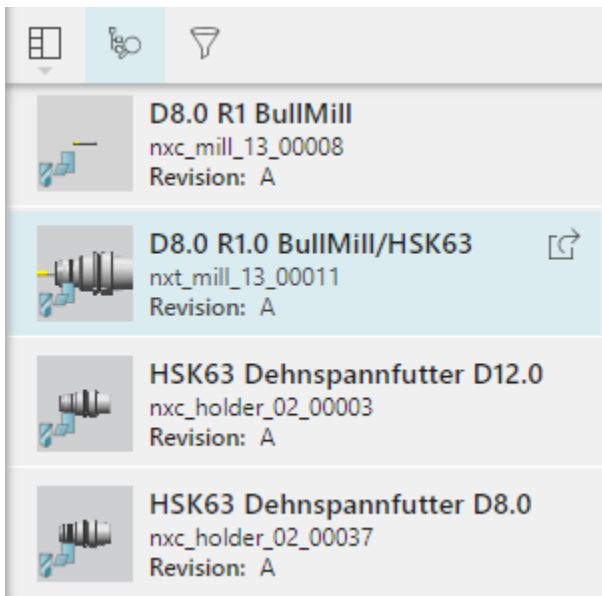 D8.0 R1 BullMill
nxc_mill_13_00008
Revision: A
D8.0 R1.0 BullMill/HSK63
nxt_mill_13_00011
Revision: A
HSK63 Dehnspannfutter D12.0
nxc_holder_02_00003
Revision: A
HSK63 Dehnspannfutter D8.0
nxc_holder_02_00037
Revision: A